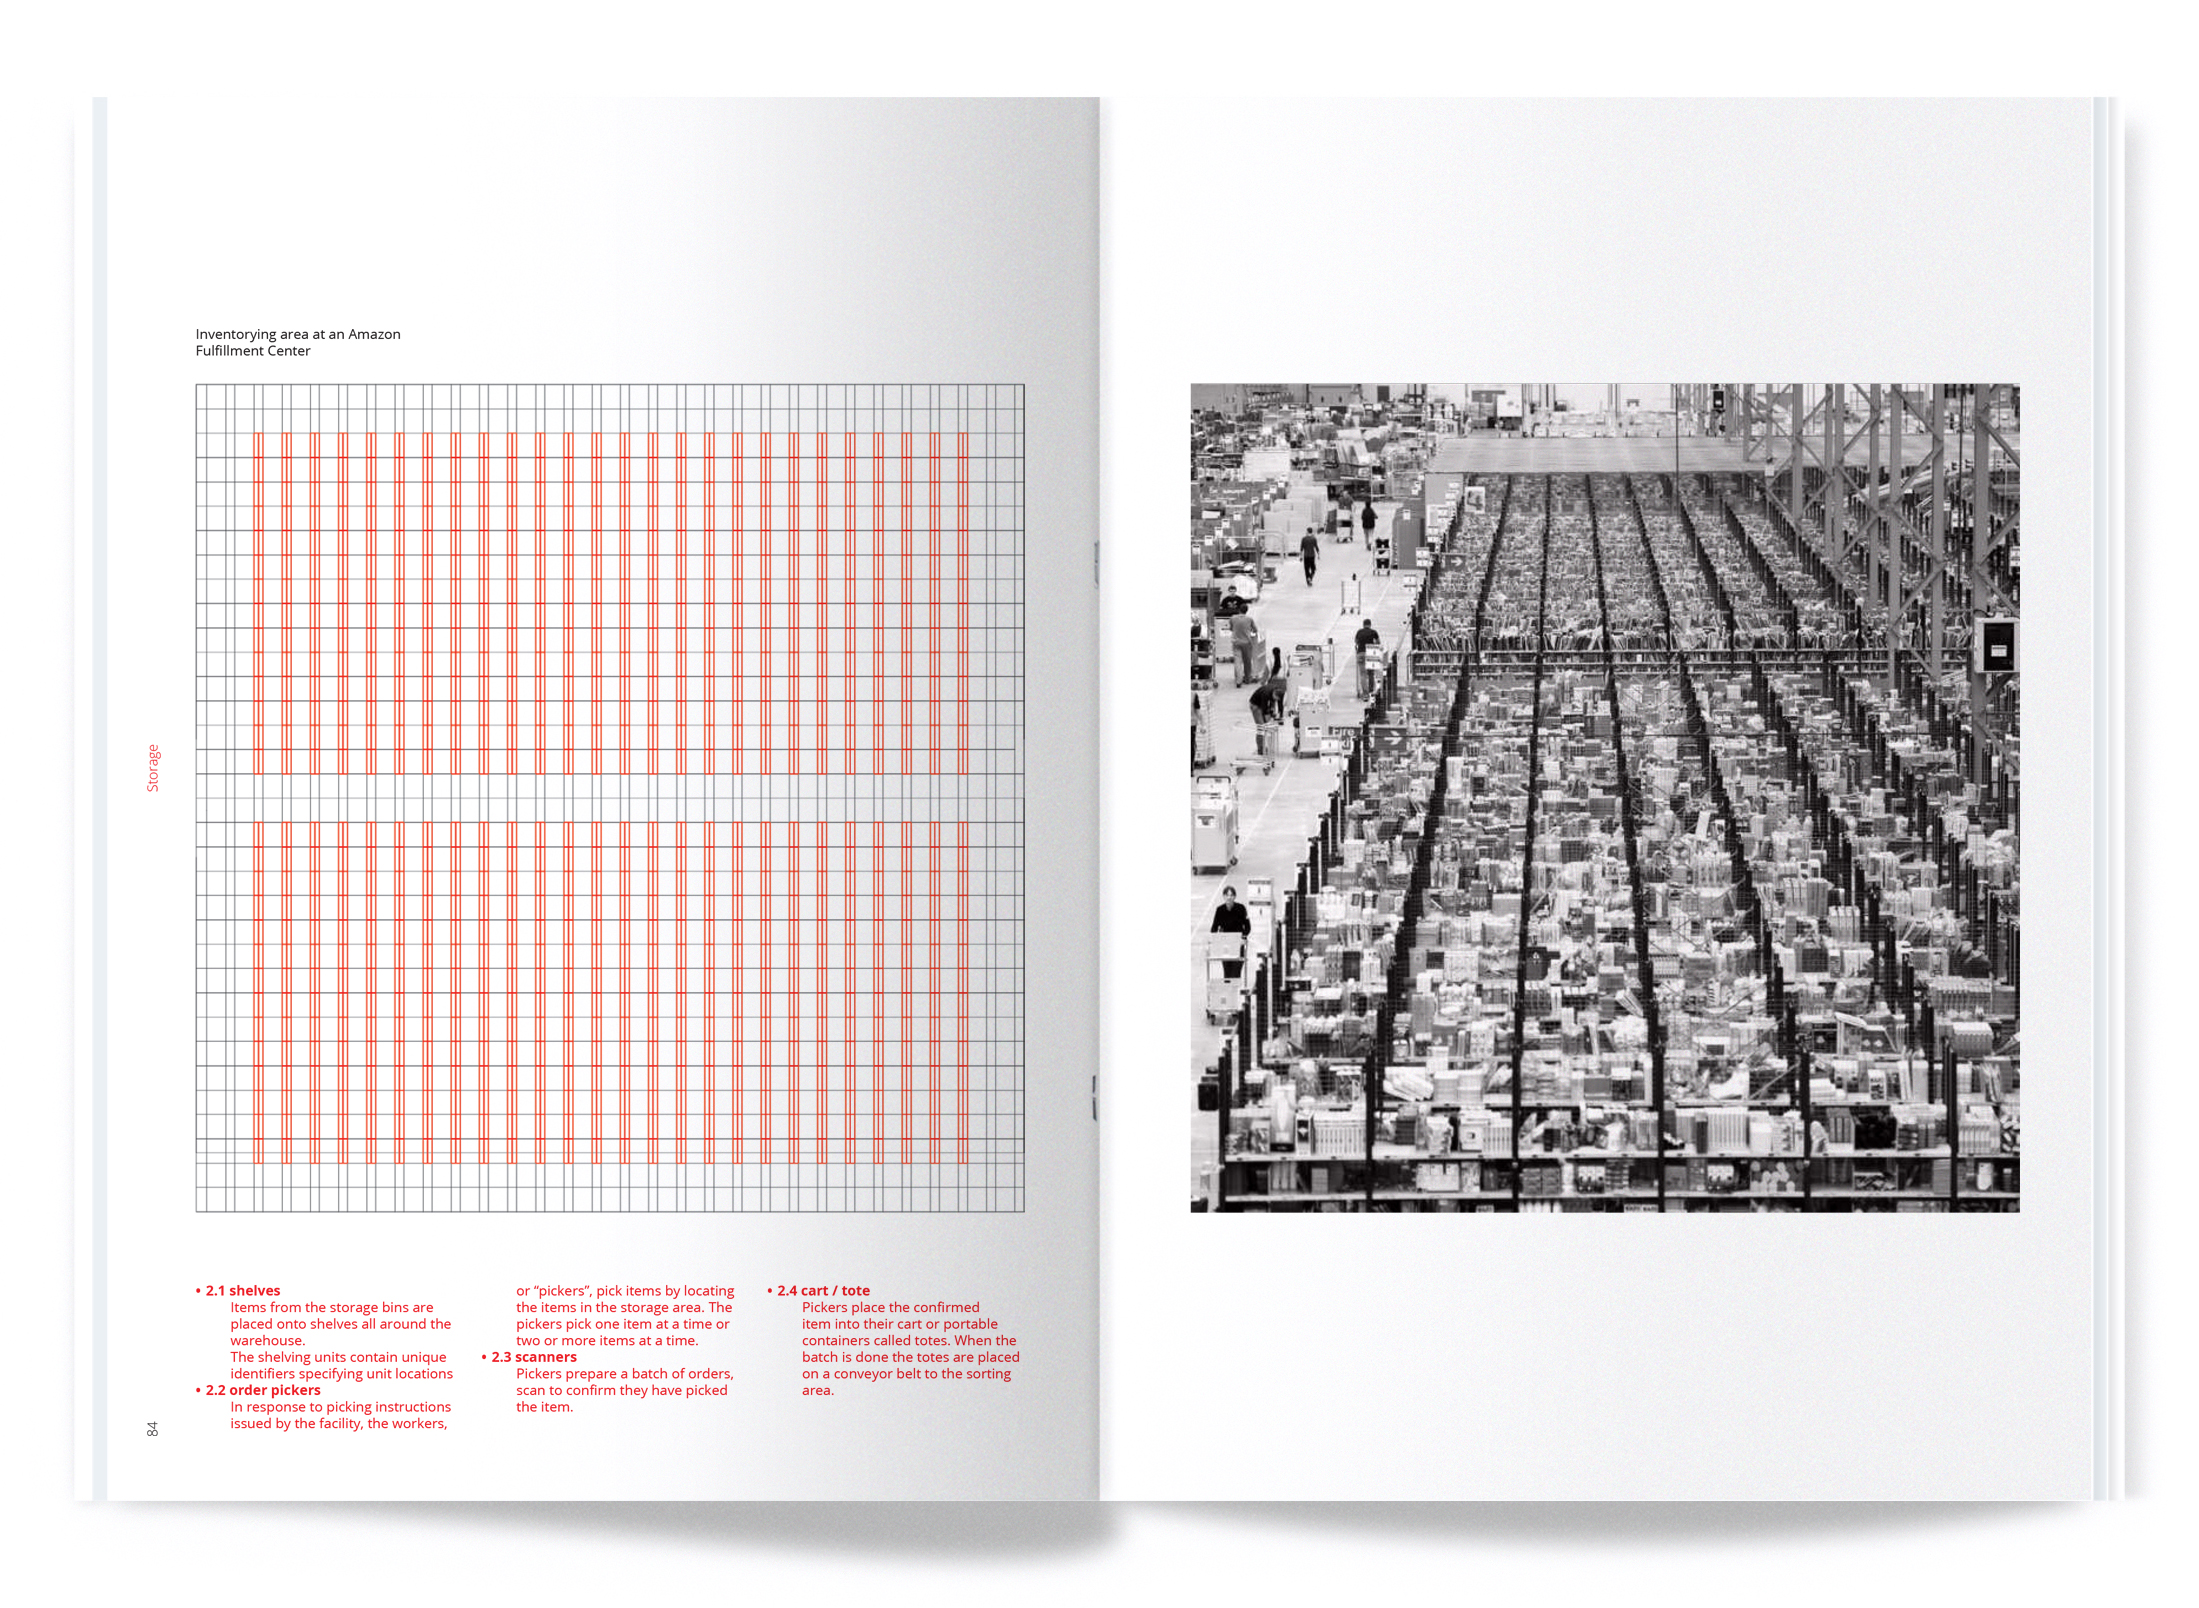 Inventorying area at an Amazon
Fulfillment Center
Storage
• 2.1 shelves
Items from the storage bins are
placed onto shelves all around the
warehouse.
The shelving units contain unique
identifiers specifying unit locations
• 2.2 order pickers
In response to picking instructions
issued by the facility, the workers,
or “pickers”, pick items by locating
the items in the storage area. The
pickers pick one item at a time or
two or more items at a time.
• 2.3 scanners
Pickers prepare a batch of orders,
scan to confirm they have picked
the item.
• 2.4 cart / tote
Pickers place the confirmed
item into their cart or portable
containers called totes. When the
batch is done the totes are placed
on a conveyor belt to the sorting
area.
84